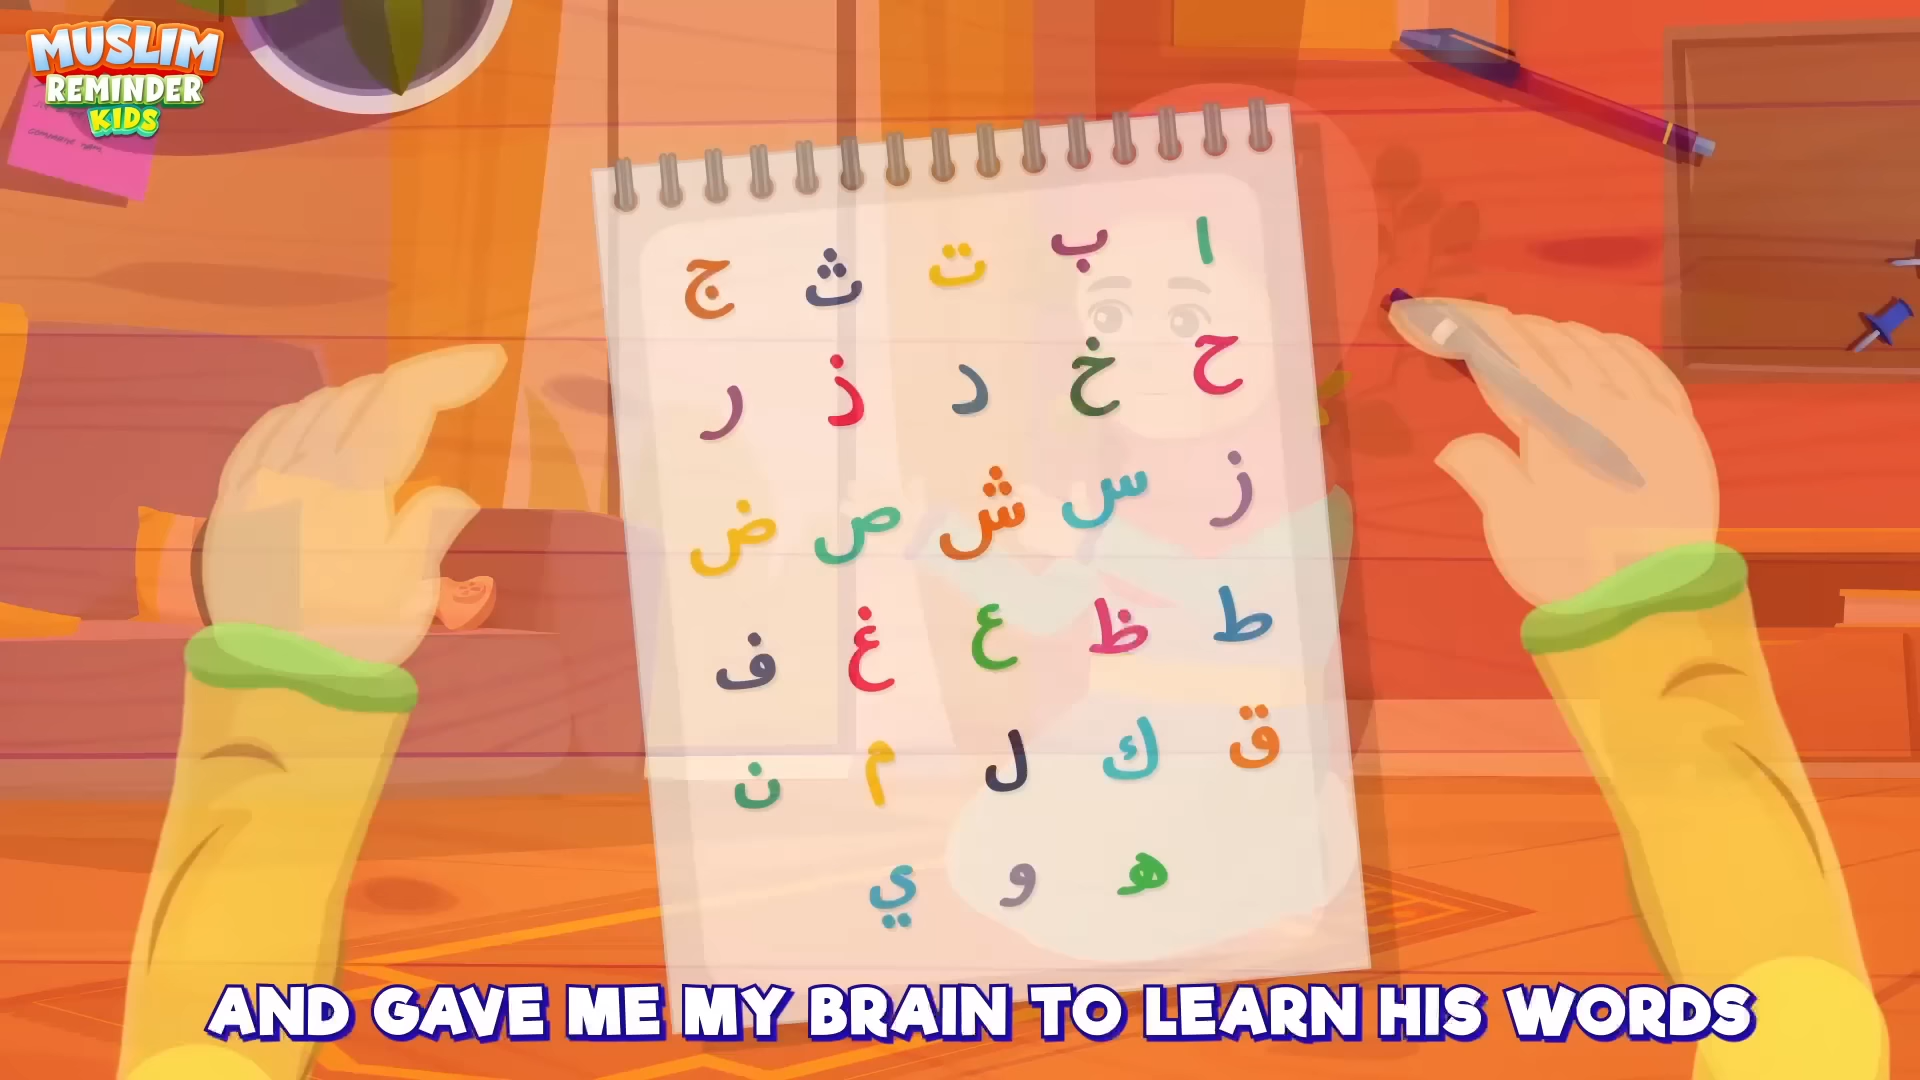 MUSLIM
REMINDER
KIDS
ا ب ت ث ج
ح خ د ذ ر
ز س ش ص ض
ط ظ ع غ ف
ق ك ل م ن
ه و ي
AND GAVE ME MY BRAIN TO LEARN HIS WORDS